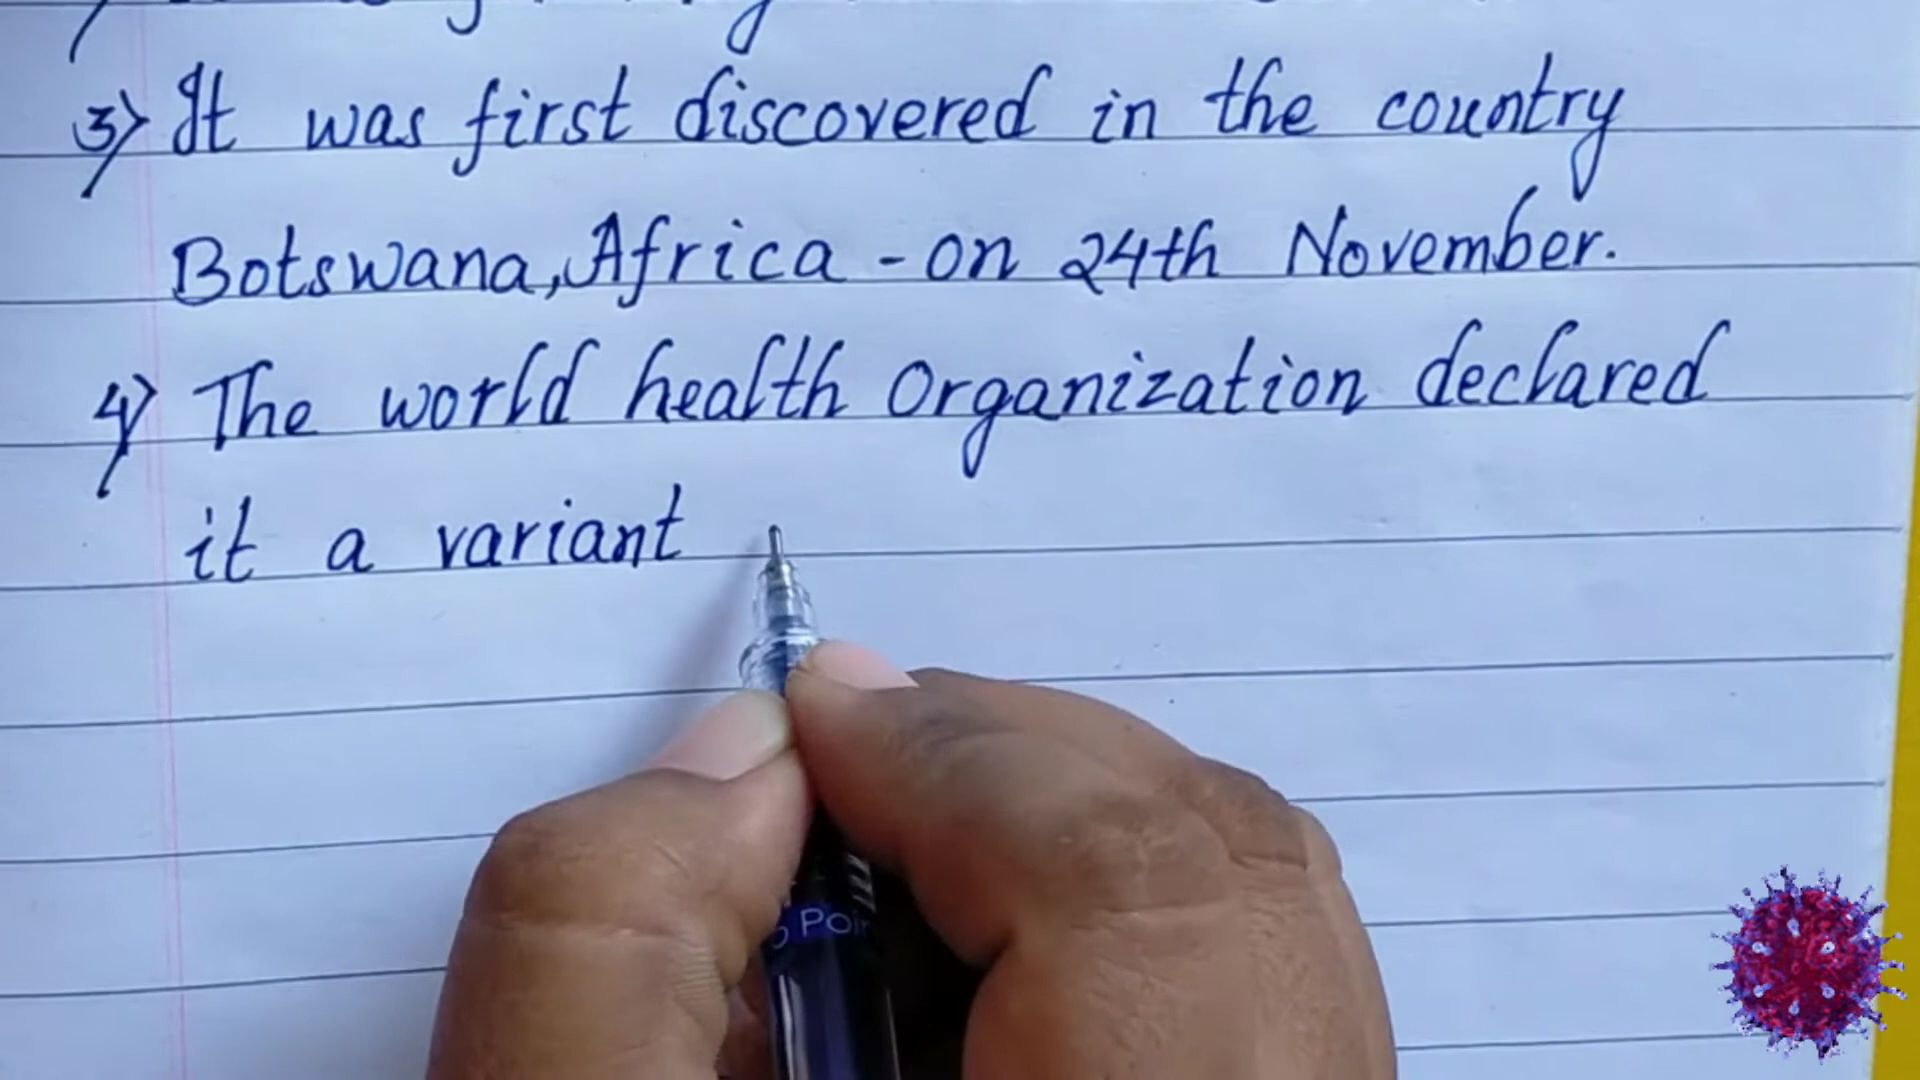 3) It was first discovered in the country
Botswana, Africa - on 24th November.
4) The world health Organization declared
it a variant
Poin